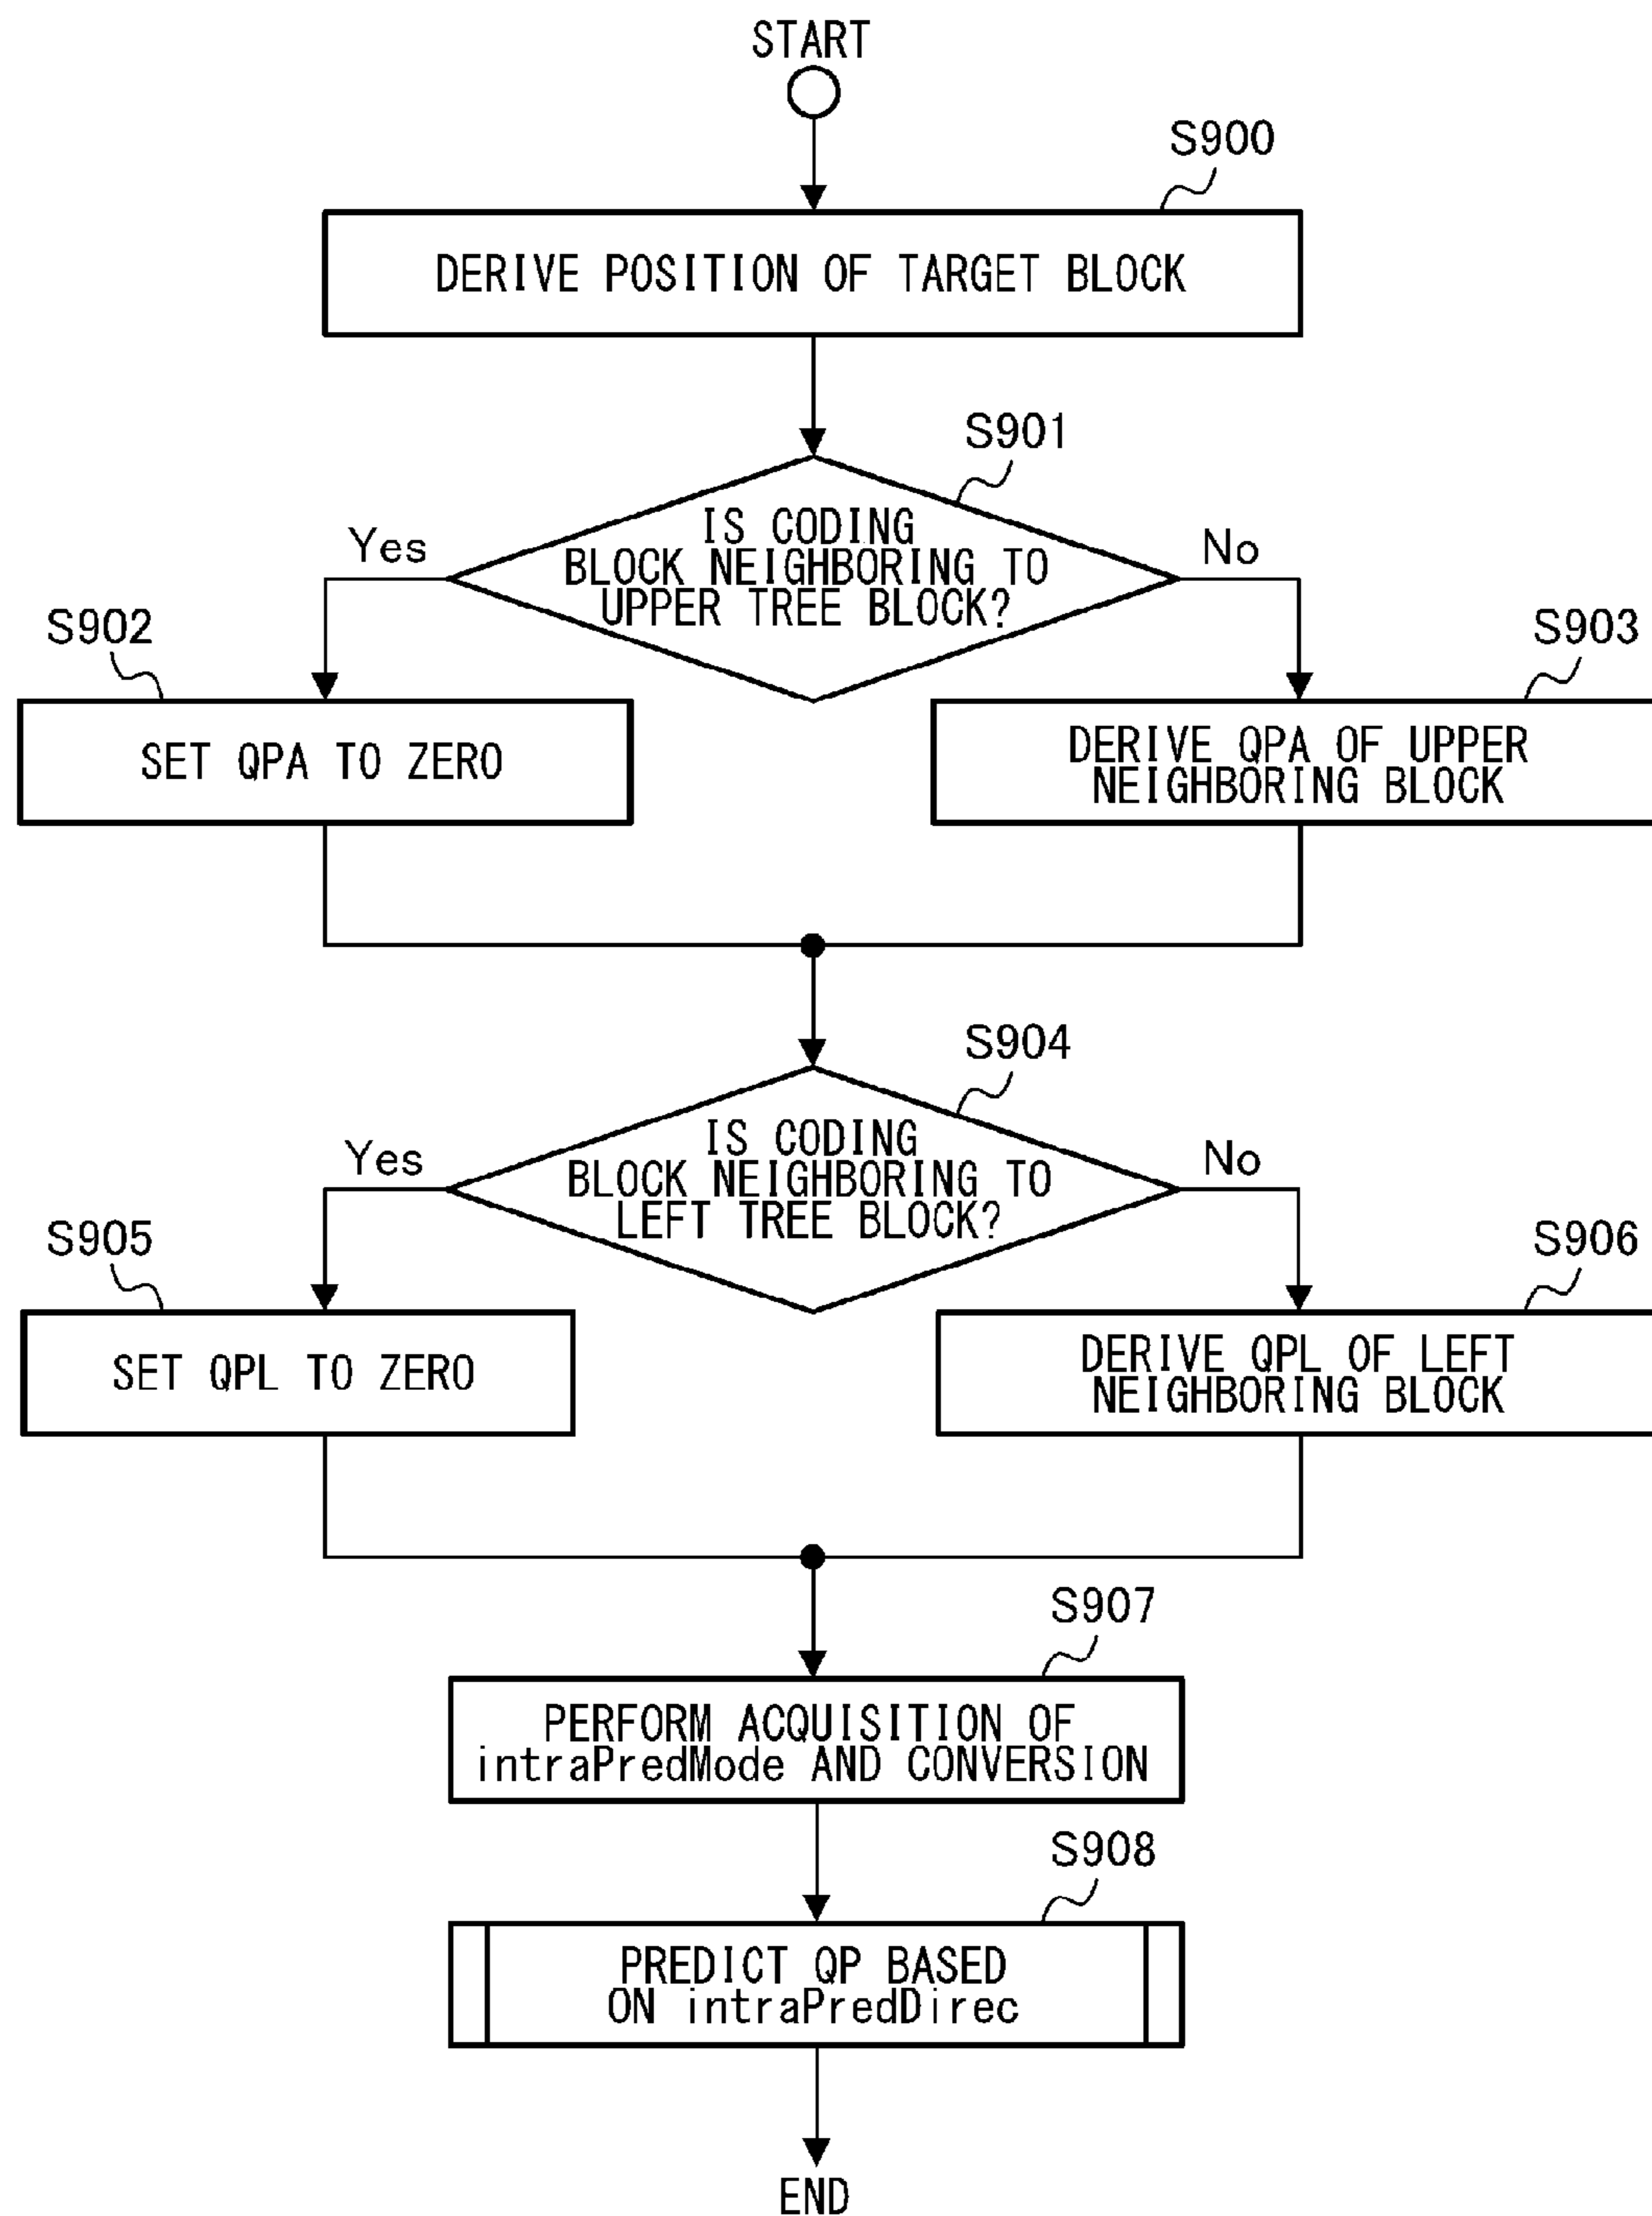 START
S900
DERIVE POSITION OF TARGET BLOCK
S901
IS CODING
BLOCK NEIGHBORING TO
UPPER TREE BLOCK?
Yes
No
S902
SET QPA TO ZERO
S903
DERIVE QPA OF UPPER
NEIGHBORING BLOCK
S904
IS CODING
BLOCK NEIGHBORING TO
LEFT TREE BLOCK?
Yes
No
S905
SET QPL TO ZERO
S906
DERIVE QPL OF LEFT
NEIGHBORING BLOCK
S907
PERFORM ACQUISITION OF
intraPredMode AND CONVERSION
S908
PREDICT QP BASED
ON intraPredDirec
END